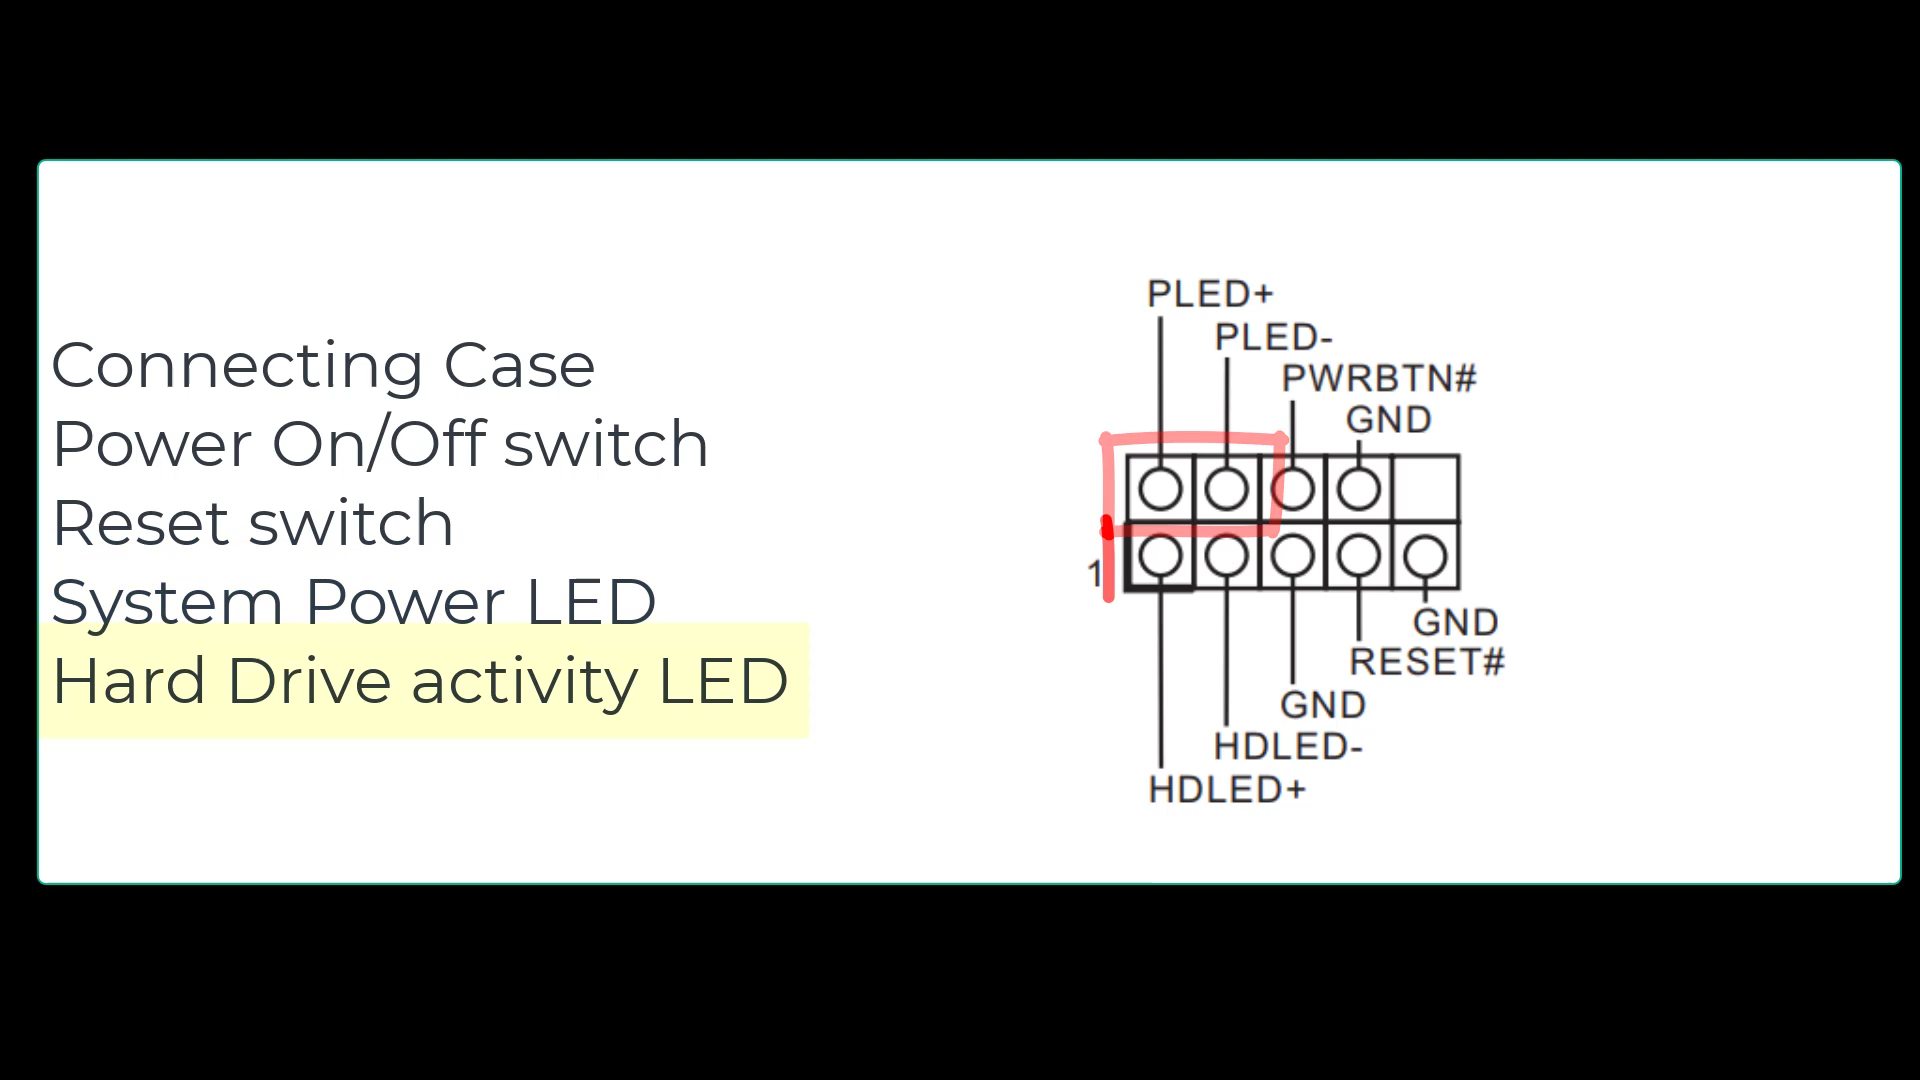 Connecting Case
Power On/Off switch
Reset switch
System Power LED
Hard Drive activity LED
PLED+
PLED-
PWRBTN#
GND
1
GND
RESET#
GND
HDLED-
HDLED+